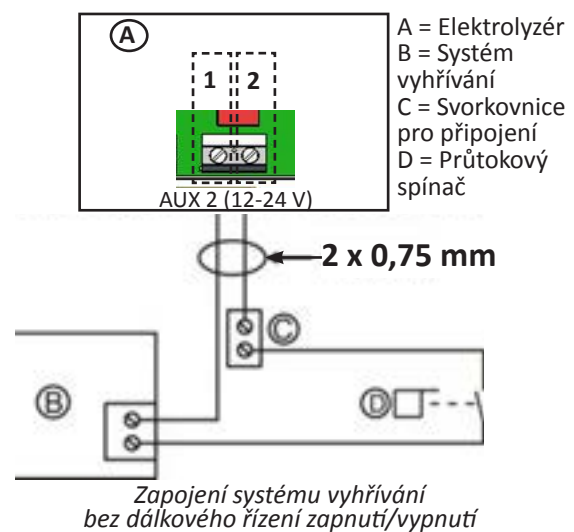 A
1 2
AUX 2 (12-24 V)
A = Elektrolyzér
B = Systém
vyhřívání
C = Svorkovnice
pro připojení
D = Průtokový
spínač
2 x 0,75 mm
C
B
D
Zapojení systému vyhřívání
bez dálkového řízení zapnutí/vypnutí